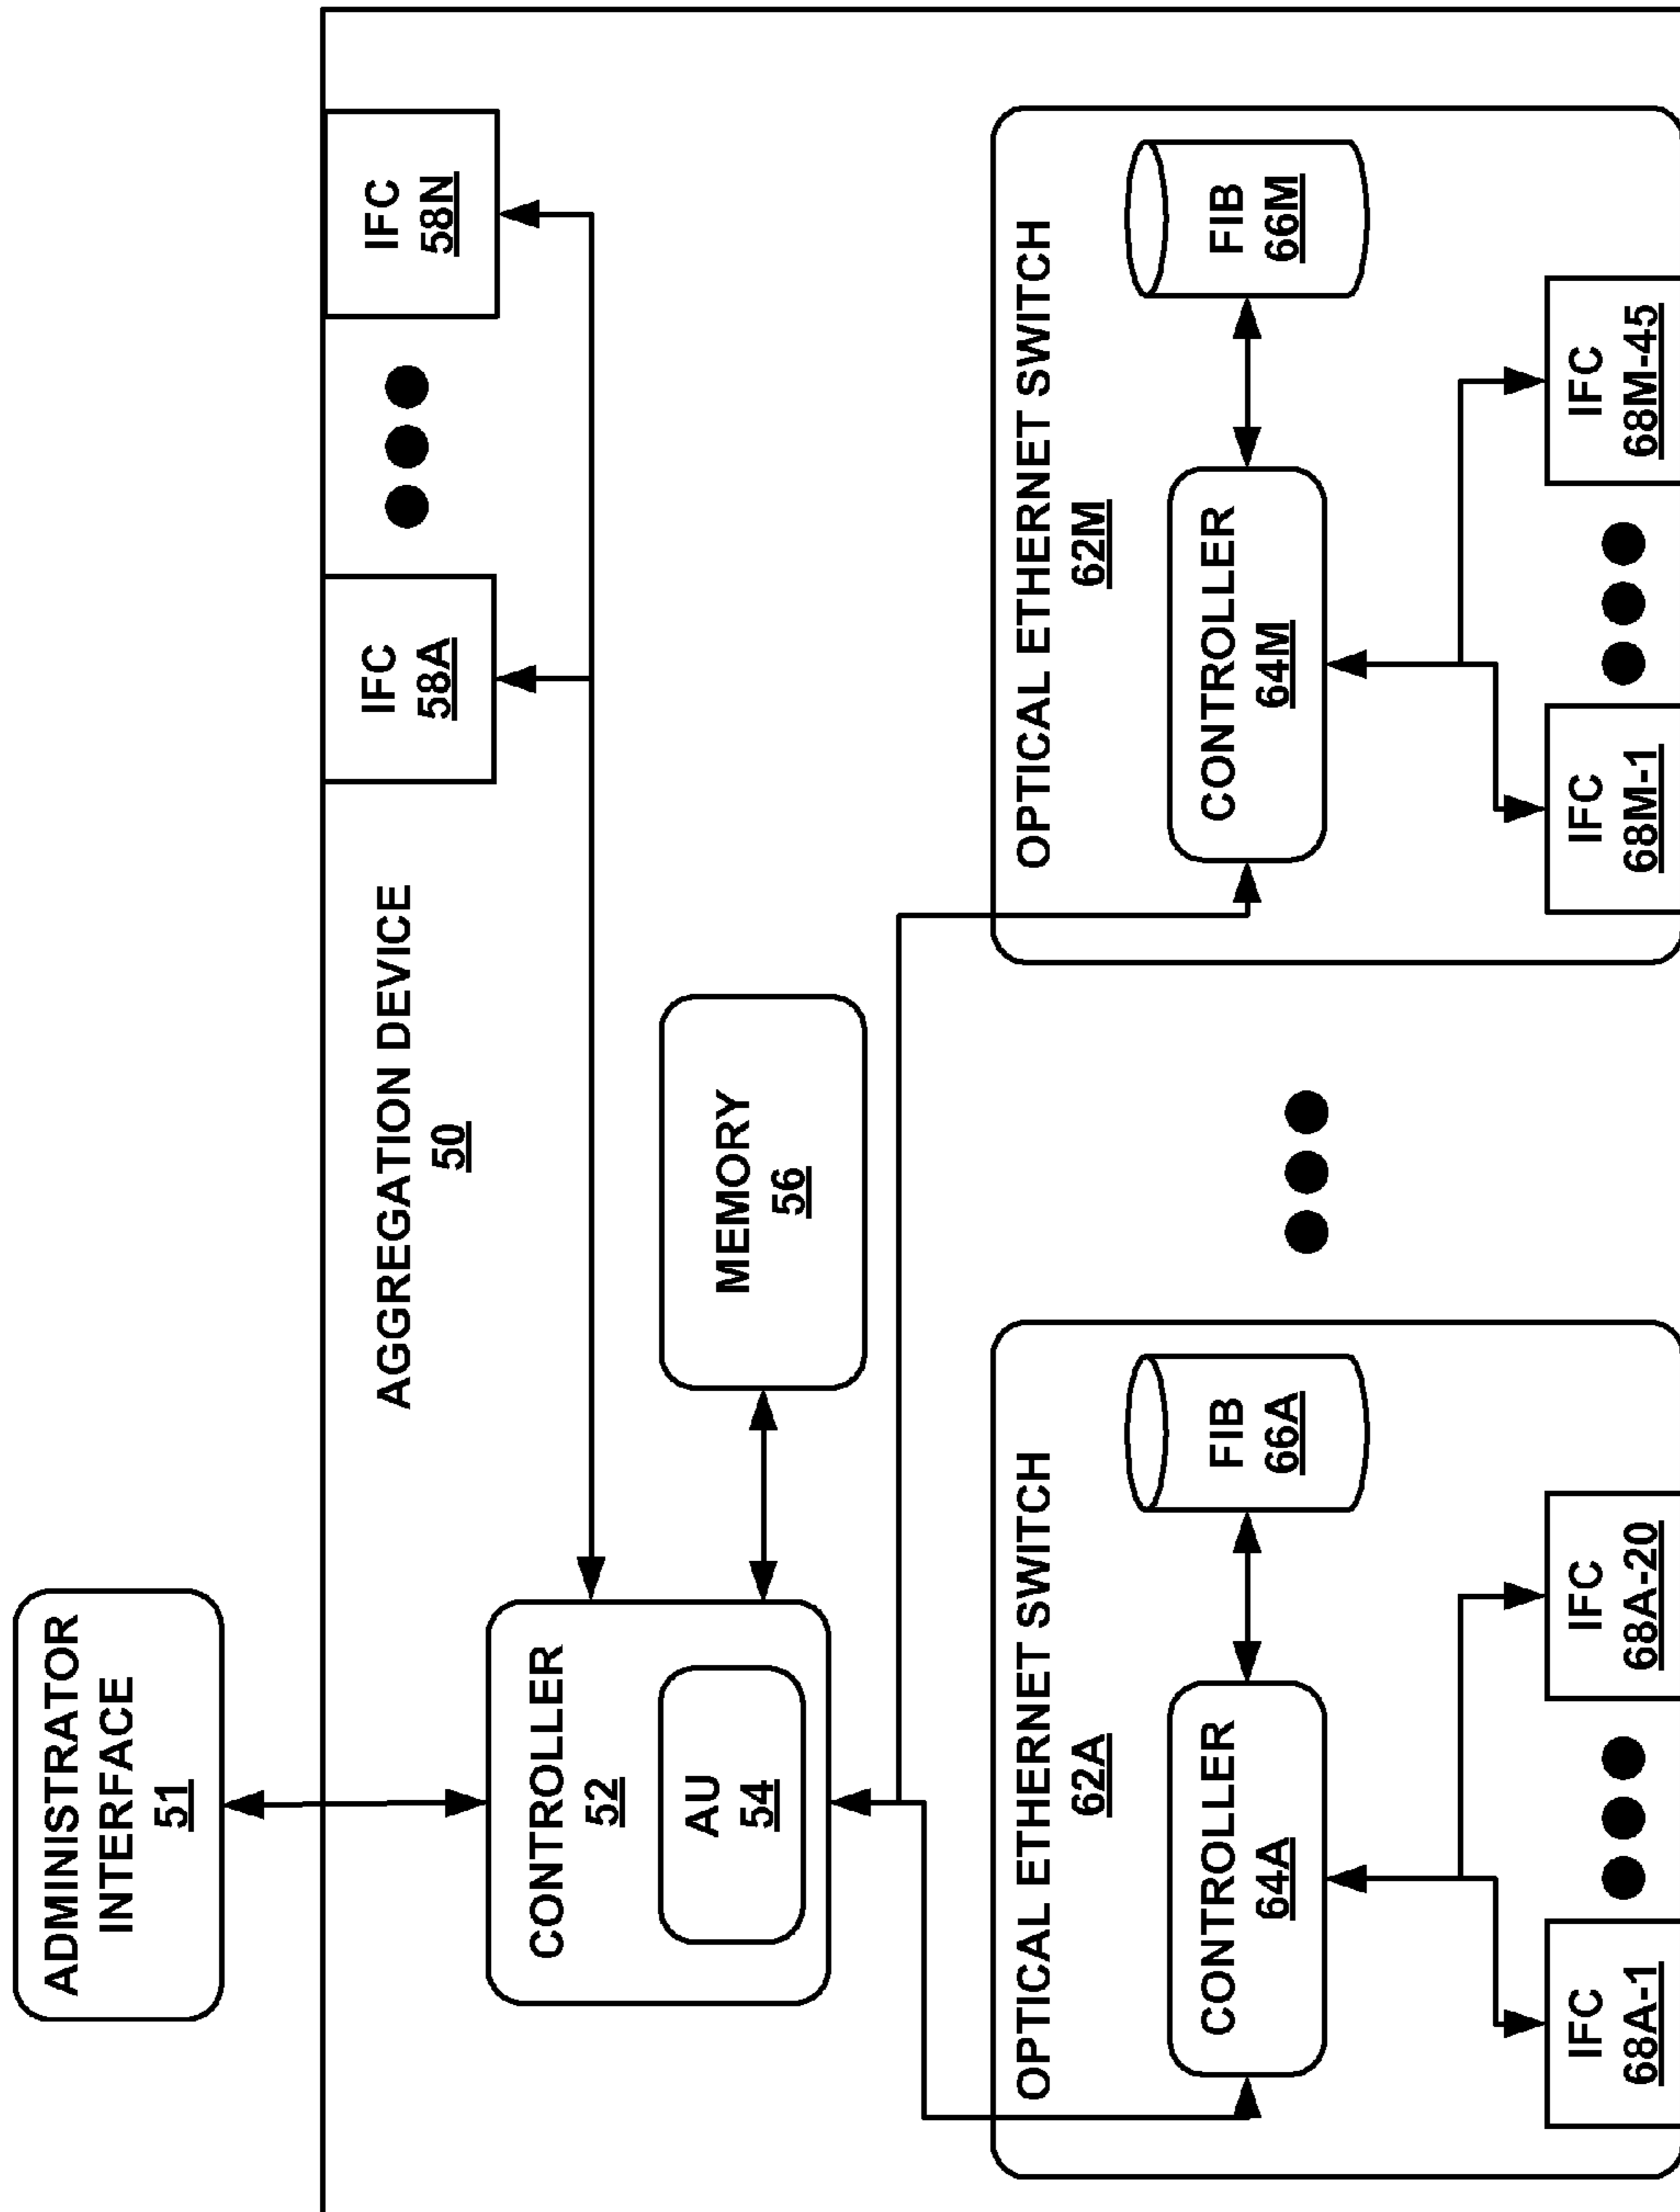 ADMINISTRATOR
INTERFACE
51
AGGREGATION DEVICE
50
IFC
58A
IFC
58N
CONTROLLER
52
AU
54
MEMORY
56
OPTICAL ETHERNET SWITCH
62A
CONTROLLER
64A
FIB
66A
IFC
68A-1
IFC
68A-20
OPTICAL ETHERNET SWITCH
62M
CONTROLLER
64M
FIB
66M
IFC
68M-1
IFC
68M-45